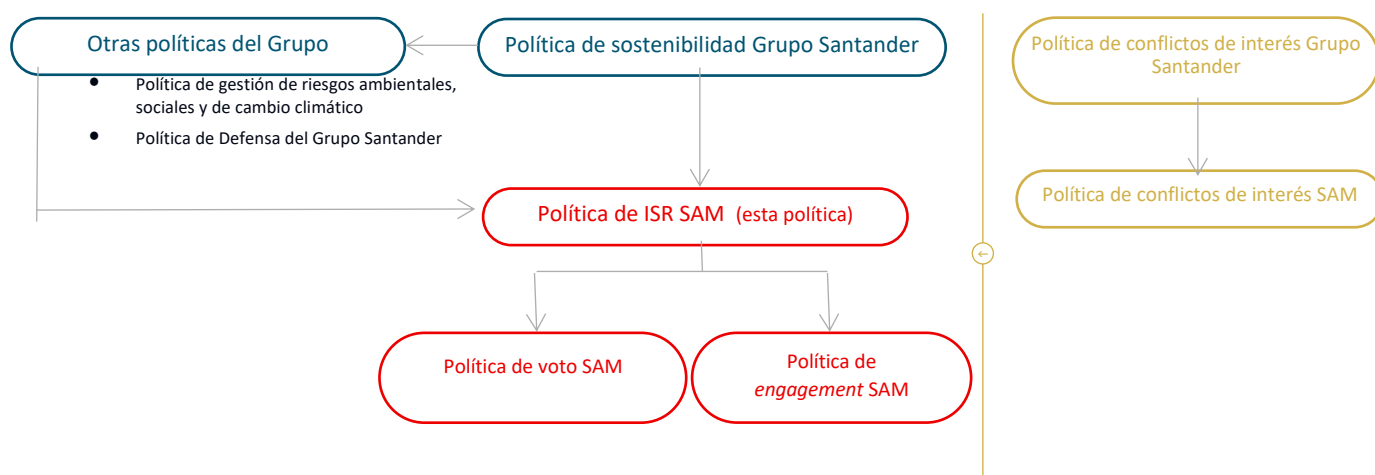 Otras políticas del Grupo
Política de sostenibilidad Grupo Santander
Política de conflictos de interés Grupo
Santander
• Política de gestión de riesgos ambientales,
sociales y de cambio climático
• Política de Defensa del Grupo Santander
Política de conflictos de interés SAM
Política de ISR SAM (esta política)
Política de voto SAM
Política de
engagement SAM